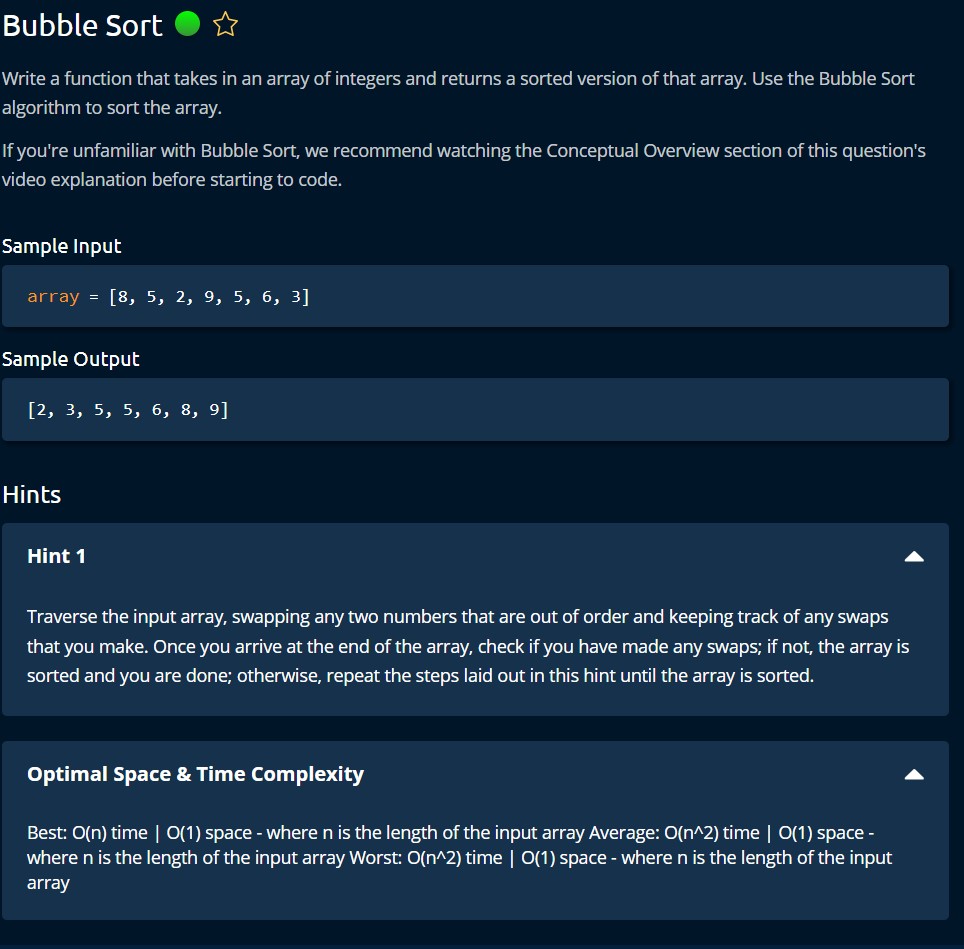 Bubble Sort
Write a function that takes in an array of integers and returns a sorted version of that array. Use the Bubble Sort
algorithm to sort the array.
If you're unfamiliar with Bubble Sort, we recommend watching the Conceptual Overview section of this question's
video explanation before starting to code.
Sample Input
array = [8, 5, 2, 9, 5, 6, 3]
Sample Output
[2, 3, 5, 5, 6, 8, 9]
Hints
Hint 1
Traverse the input array, swapping any two numbers that are out of order and keeping track of any swaps
that you make. Once you arrive at the end of the array, check if you have made any swaps; if not, the array is
sorted and you are done; otherwise, repeat the steps laid out in this hint until the array is sorted.
Optimal Space & Time Complexity
Best: O(n) time | O(1) space - where n is the length of the input array Average: O(n^2) time | O(1) space -
where n is the length of the input array Worst: O(n^2) time | O(1) space - where n is the length of the input
array